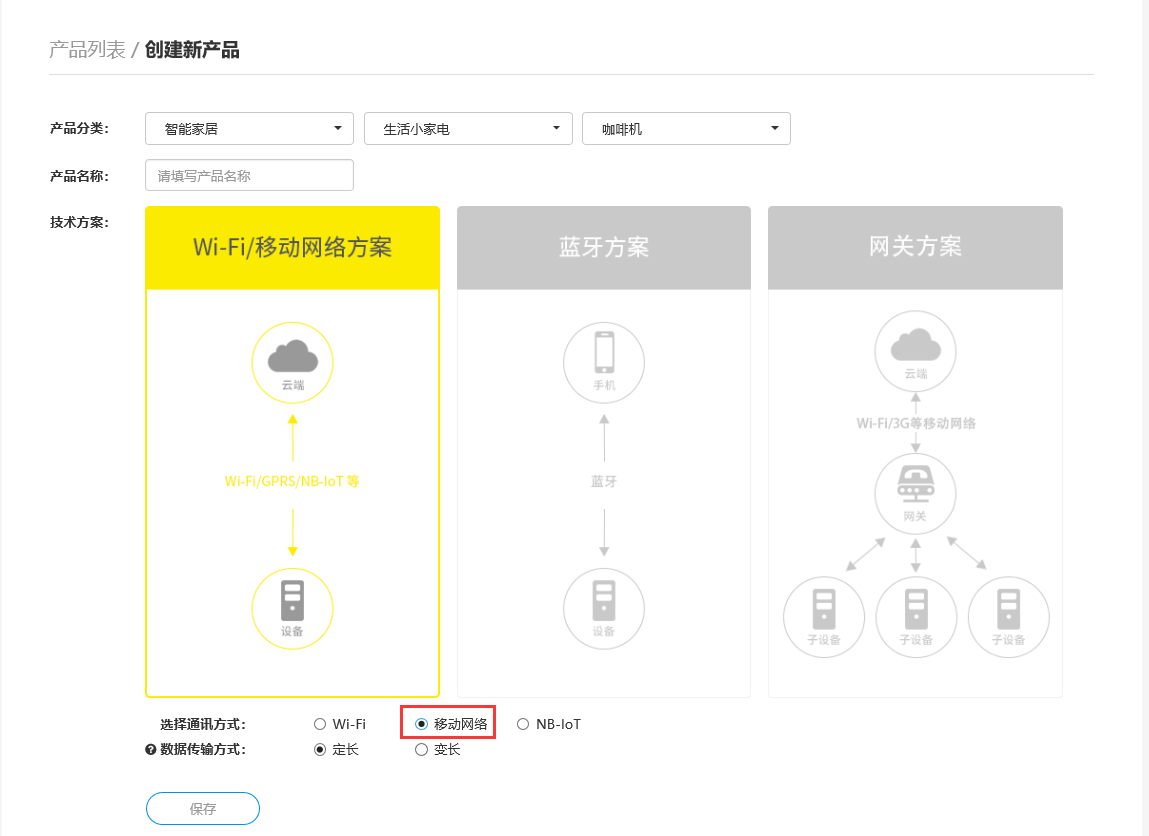 产品列表 / 创建新产品
产品分类： 智能家居 生活小家电 咖啡机
产品名称： 请填写产品名称
技术方案：
Wi-Fi/移动网络方案
云端
Wi-Fi/GPRS/NB-IoT 等
设备
蓝牙方案
手机
蓝牙
设备
网关方案
云端
Wi-Fi/3G等移动网络
网关
子设备 子设备 子设备
选择通讯方式： Wi-Fi 移动网络 NB-IoT
? 数据传输方式： 定长 变长
保存